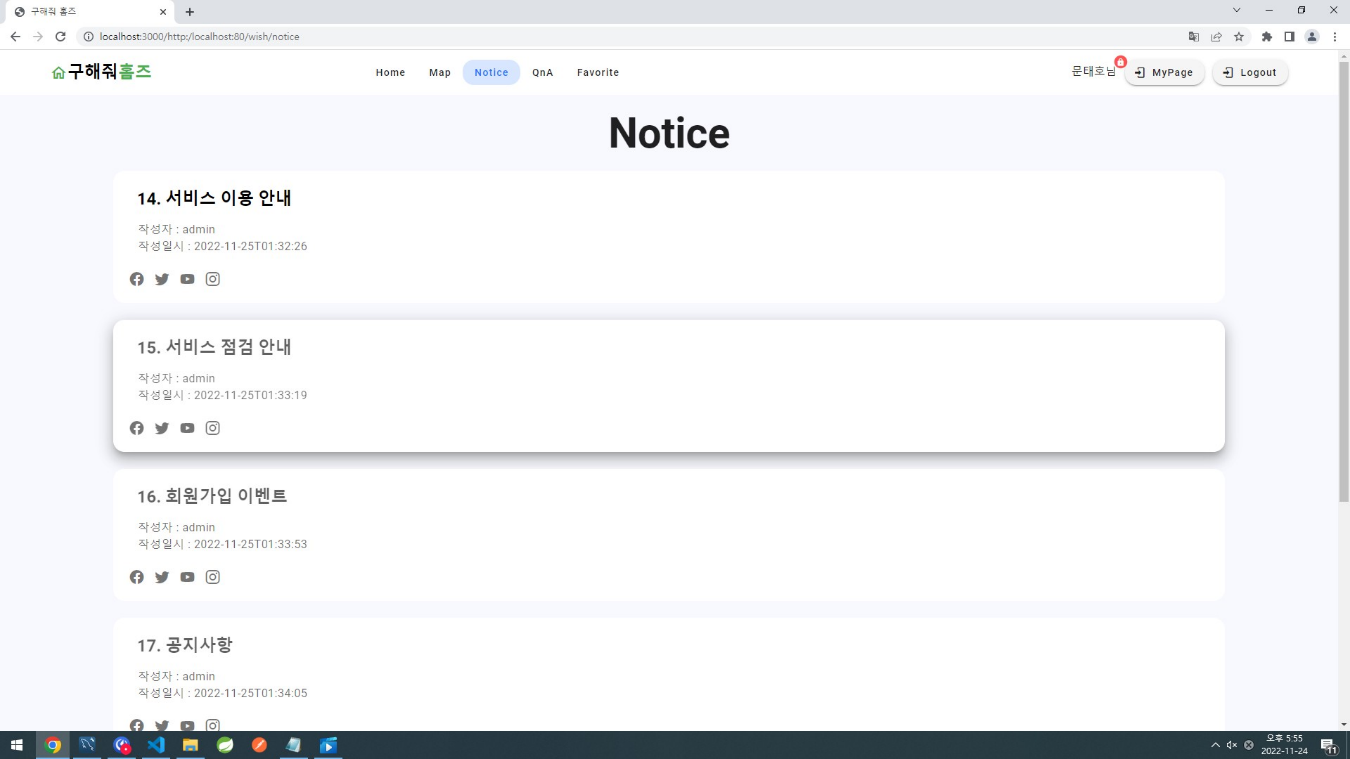 구해줘 홈즈
localhost:3000/http:/localhost:80/wish/notice
구해줘홈즈
Home
Map
Notice
QnA
Favorite
문태호님
MyPage
Logout
Notice
14. 서비스 이용 안내
작성자 : admin
작성일시 : 2022-11-25T01:32:26
15. 서비스 점검 안내
작성자 : admin
작성일시 : 2022-11-25T01:33:19
16. 회원가입 이벤트
작성자 : admin
작성일시 : 2022-11-25T01:33:53
17. 공지사항
작성자 : admin
작성일시 : 2022-11-25T01:34:05
오후 5:55
2022-11-24
11